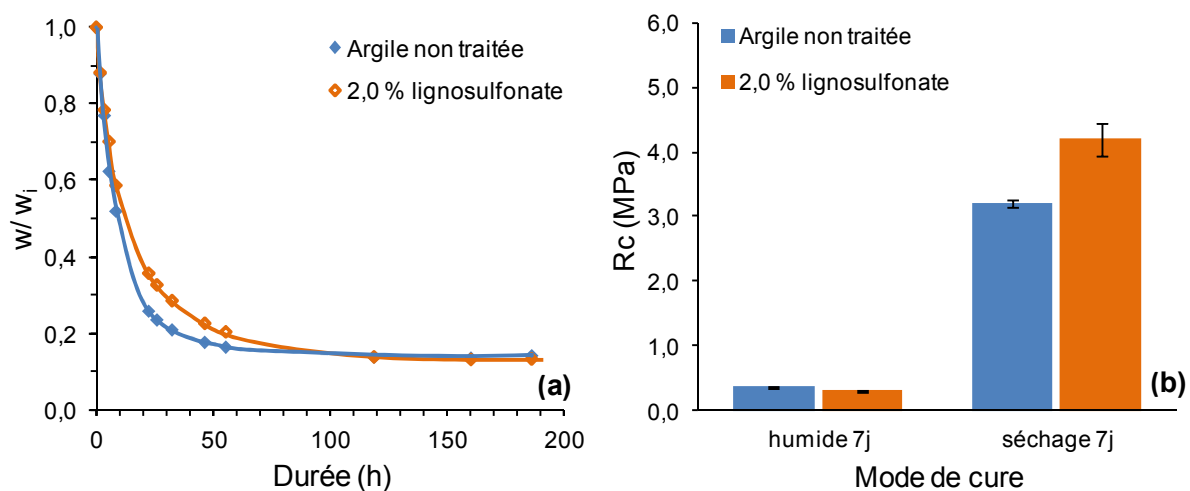 1,0
0,8
0,6
0,4
0,2
0,0
w/ wi
0
50
100
150
200
Durée (h)
Argile non traitée
2,0 % lignosulfonate
(a)
6,0
5,0
4,0
3,0
2,0
1,0
0,0
Rc (MPa)
Argile non traitée
2,0 % lignosulfonate
(b)
humide 7j
séchage 7j
Mode de cure